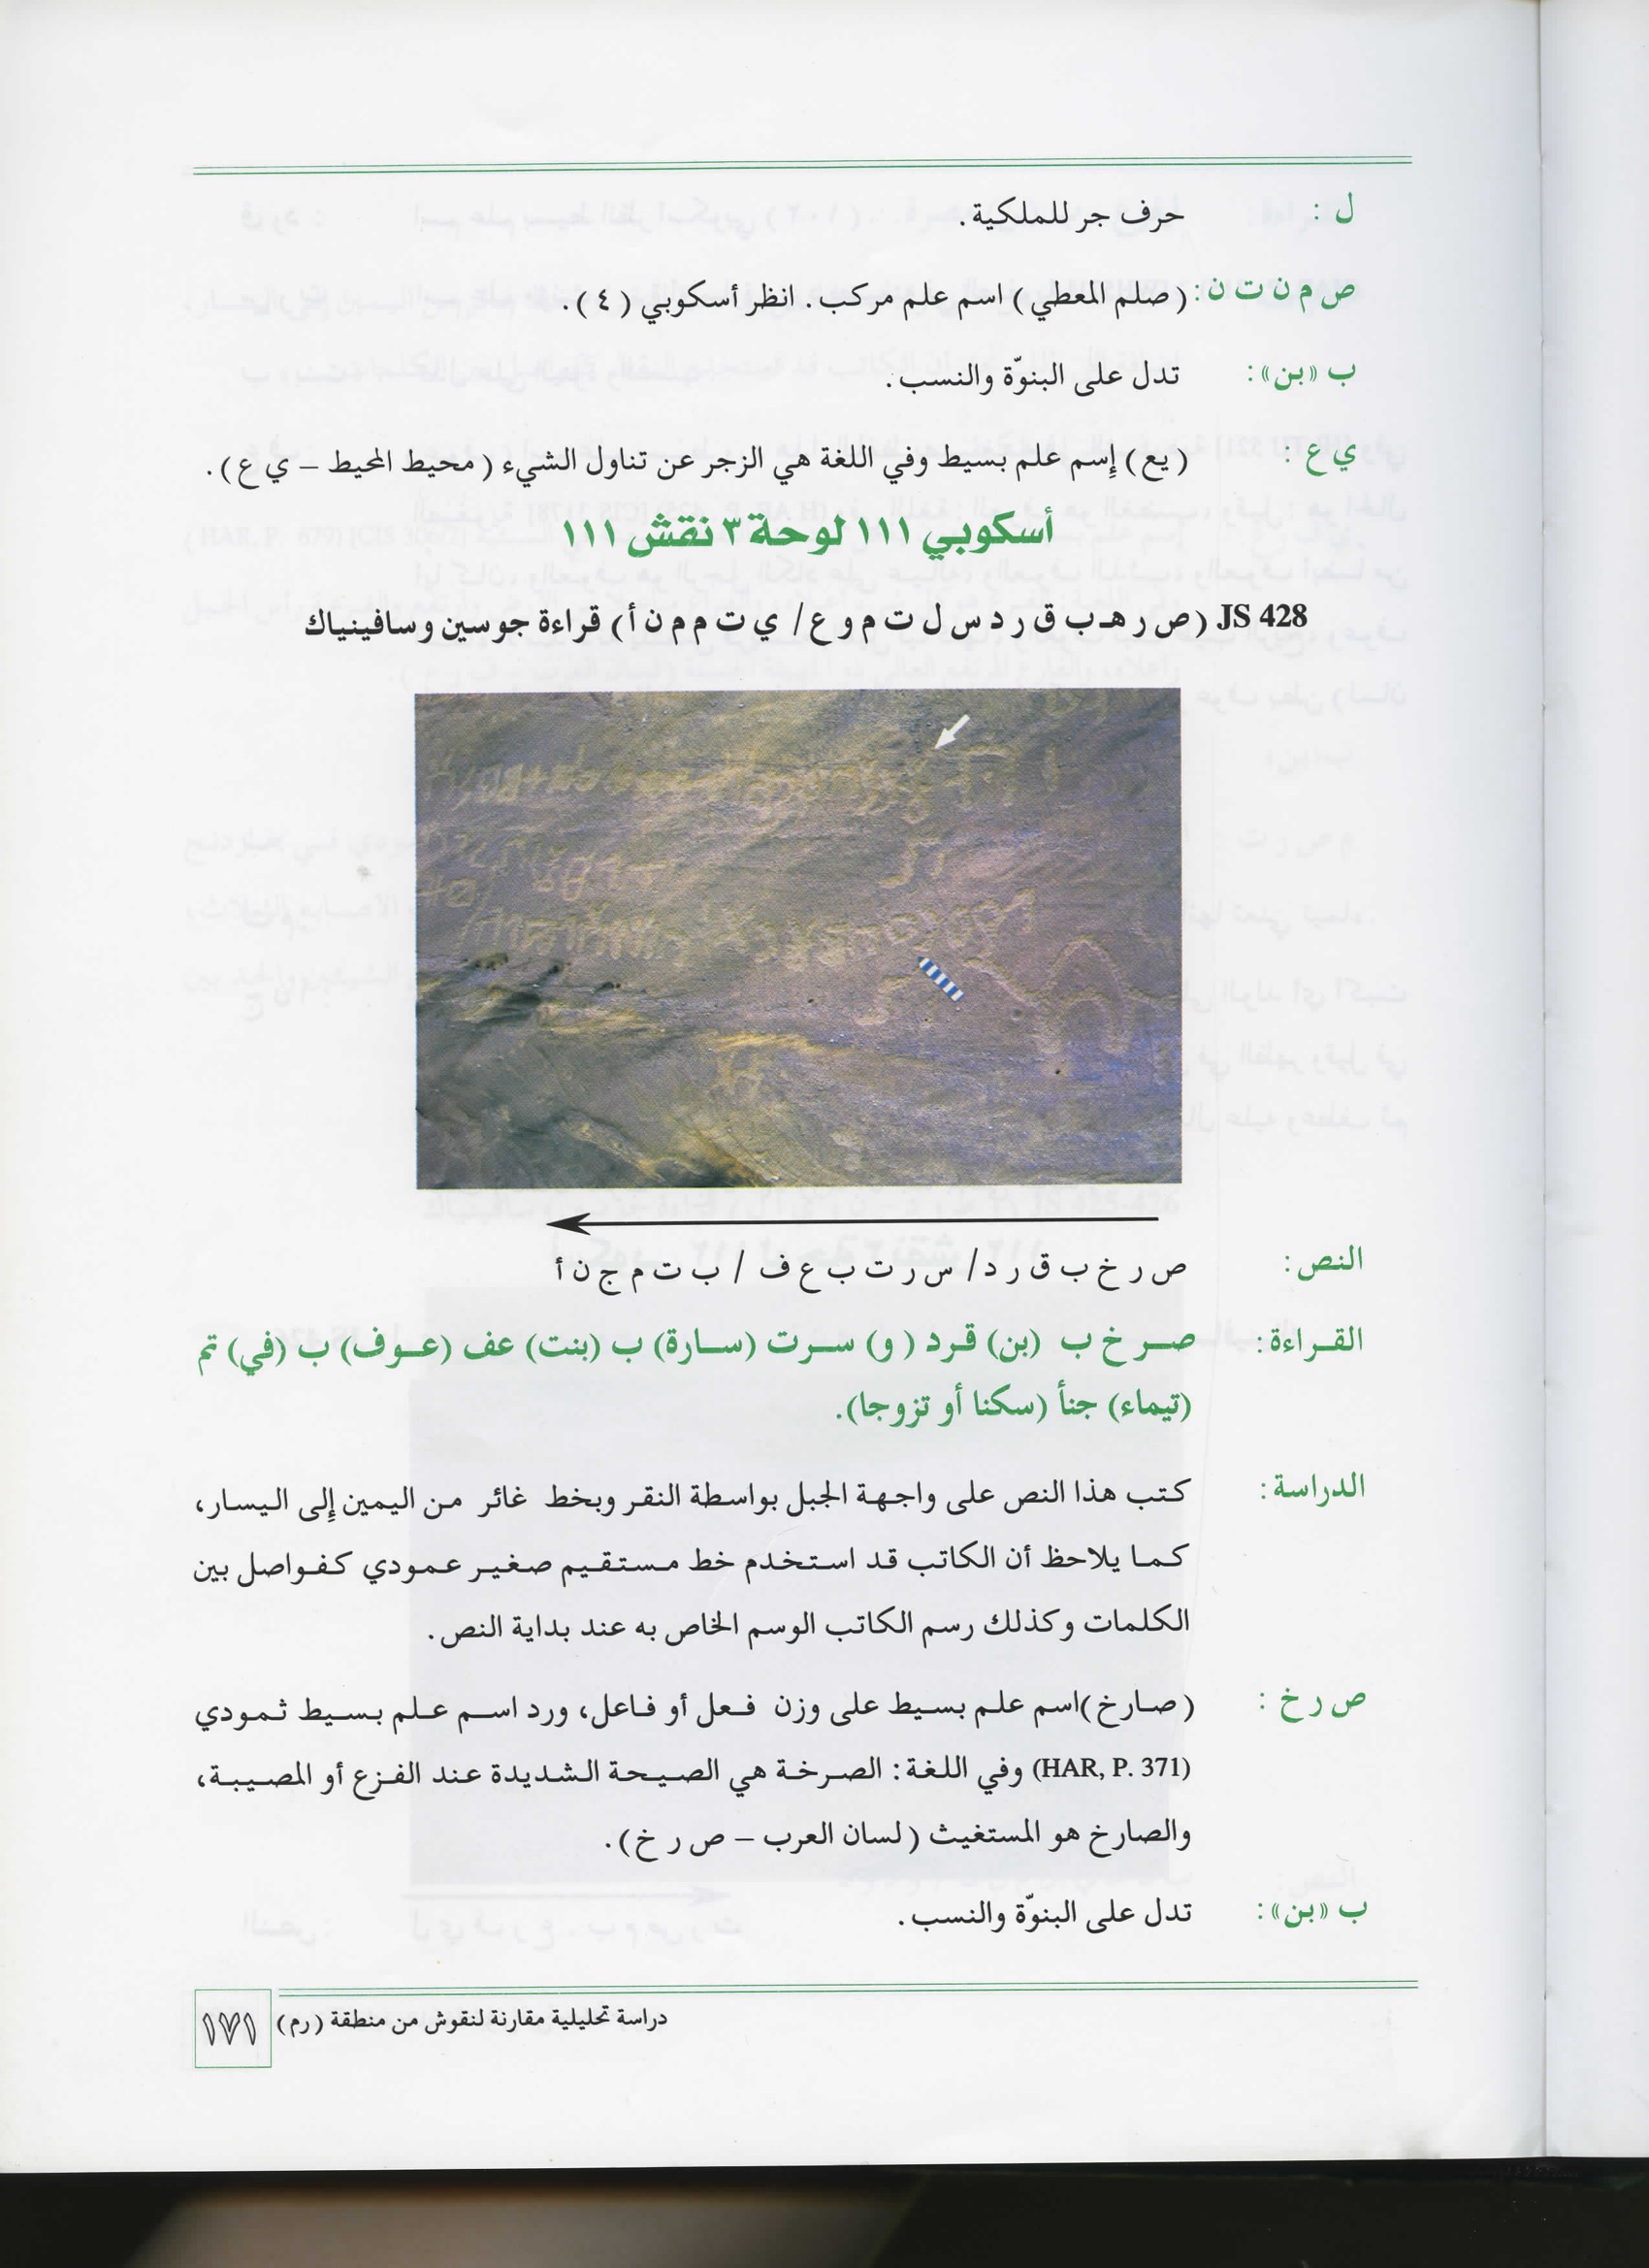 ل : حرف جر للملكية.
ص م ن ت ن : (صلم المعطي) اسم علم مركب. انظر أسكوبي (٤).
ب «بن»: تدل على البنوّة والنسب.
ي ع : (يع) إسم علم بسيط وفي اللغة هي الزجر عن تناول الشيء (محيط المحيط – ي ع).
أسكوبي ١١١ لوحة ٣ نقش ١١١
JS 428 (ص ر هـ ب ق ر د س ل ت م و ع / ي ت م م ن أ) قراءة جوسين وسافينياك
النص: ص ر خ ب ق ر د/ س ر ت ب ع ف / ب ت م ج ن أ
القراءة: صرخ ب (بن) قرد (و) سرت (سارة) ب (بنت) عف (عوف) ب (في) تم
(تيماء) جنأ (سكنا أو تزوجا).
الدراسة: كتب هذا النص على واجهة الجبل بواسطة النقر وبخط غائر من اليمين إلى اليسار،
كما يلاحظ أن الكاتب قد استخدم خط مستقيم صغير عمودي كفواصل بين
الكلمات وكذلك رسم الكاتب الوسم الخاص به عند بداية النص.
ص ر خ : (صارخ) اسم علم بسيط على وزن فعل أو فاعل، ورد اسم علم بسيط ثمودي
(HAR, P. 371) وفي اللغة: الصرخة هي الصيحة الشديدة عند الفزع أو المصيبة،
والصارخ هو المستغيث (لسان العرب – ص ر خ).
ب «بن»: تدل على البنوّة والنسب.
دراسة تحليلية مقارنة لنقوش من منطقة (رم) ١٧١